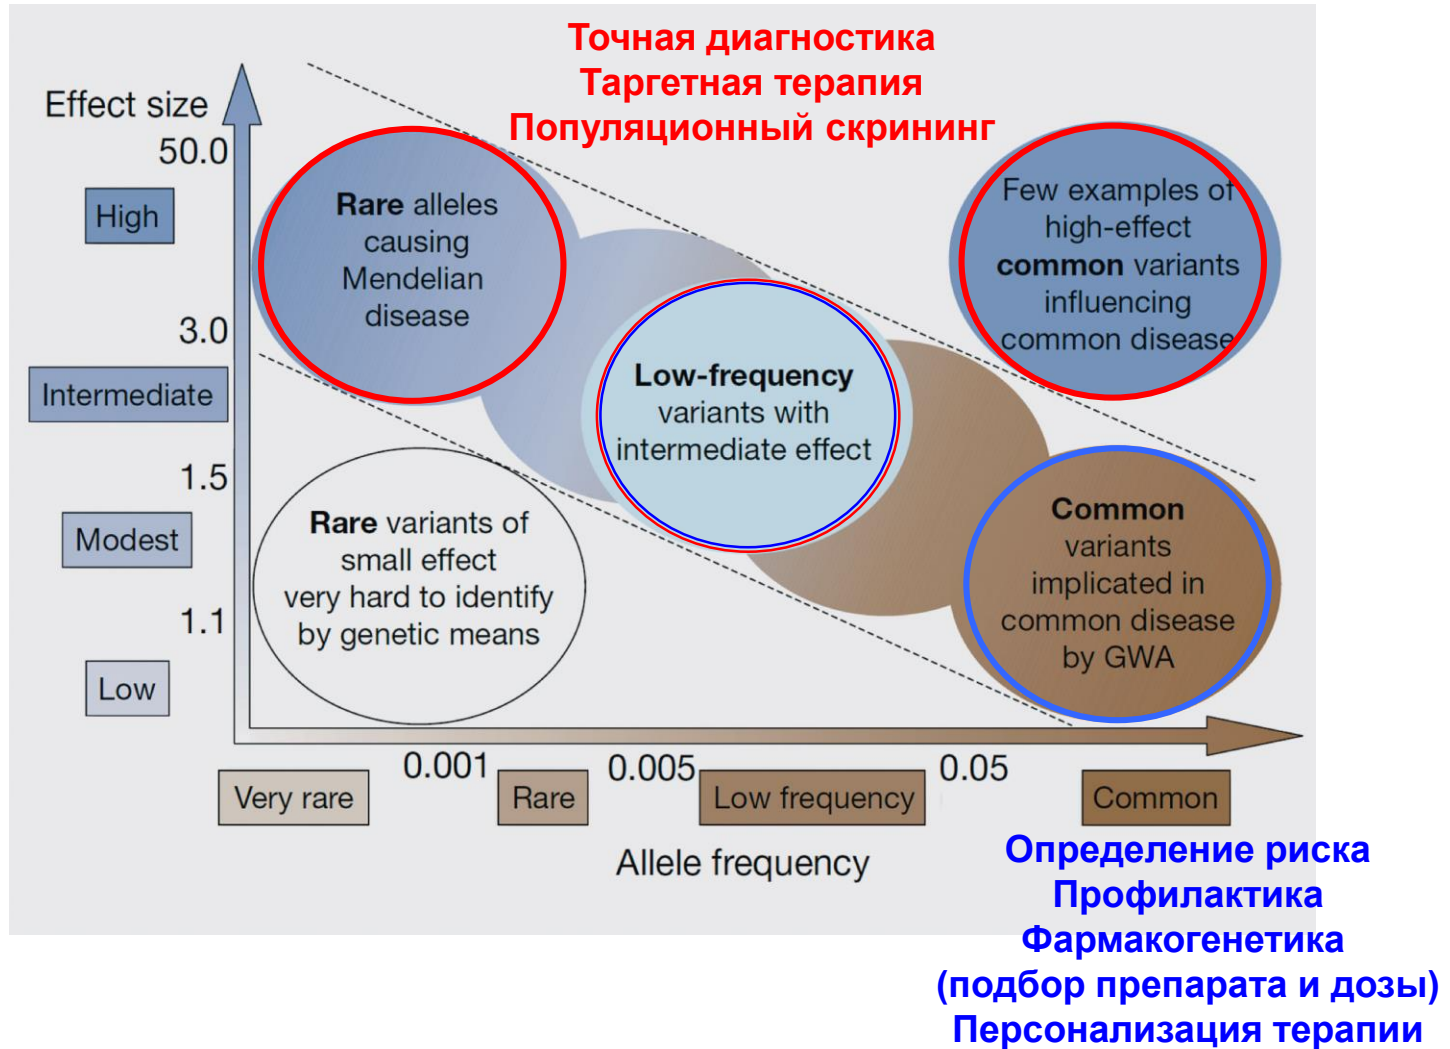 Точная диагностика
Таргетная терапия
Популяционный скрининг
Effect size
50.0
High
3.0
Intermediate
1.5
Modest
1.1
Low
Rare alleles
causing
Mendelian
disease
Few examples of
high-effect
common variants
influencing
common disease
Low-frequency
variants with
intermediate effect
Rare variants of
small effect
very hard to identify
by genetic means
Common
variants
implicated in
common disease
by GWA
0.001
0.005
0.05
Very rare
Rare
Low frequency
Common
Allele frequency
Определение риска
Профилактика
Фармакогенетика
(подбор препарата и дозы)
Персонализация терапии